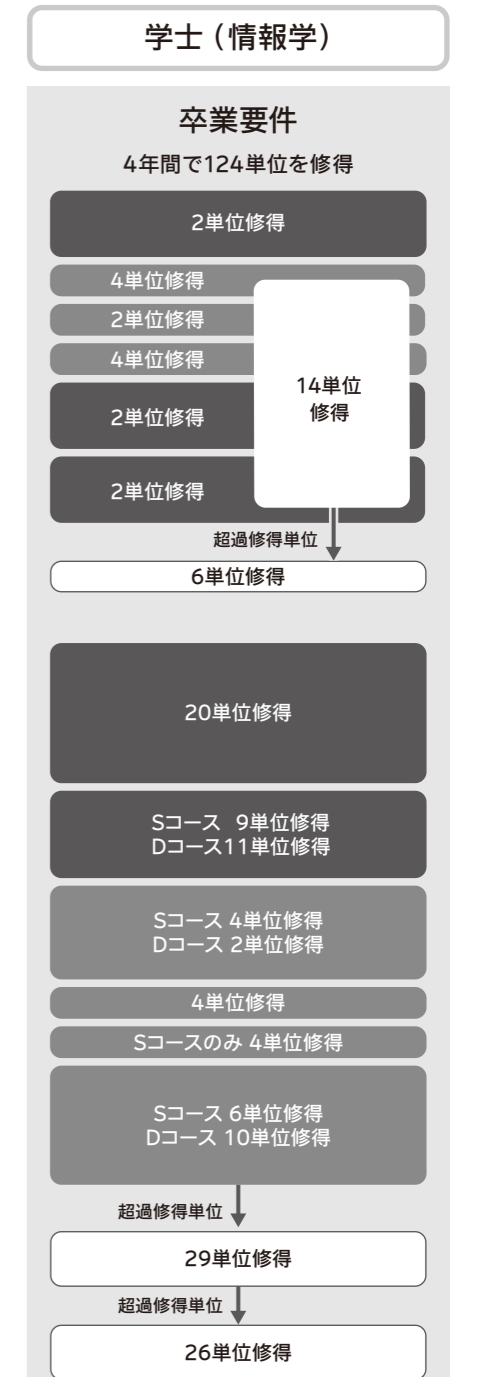 学士（情報学）
卒業要件
4年間で124単位を修得
2単位修得
4単位修得
2単位修得
4単位修得
14単位
修得
2単位修得
2単位修得
超過修得単位
6単位修得
20単位修得
Sコース 9単位修得
Dコース11単位修得
Sコース 4単位修得
Dコース 2単位修得
4単位修得
Sコースのみ 4単位修得
Sコース 6単位修得
Dコース 10単位修得
超過修得単位
29単位修得
超過修得単位
26単位修得